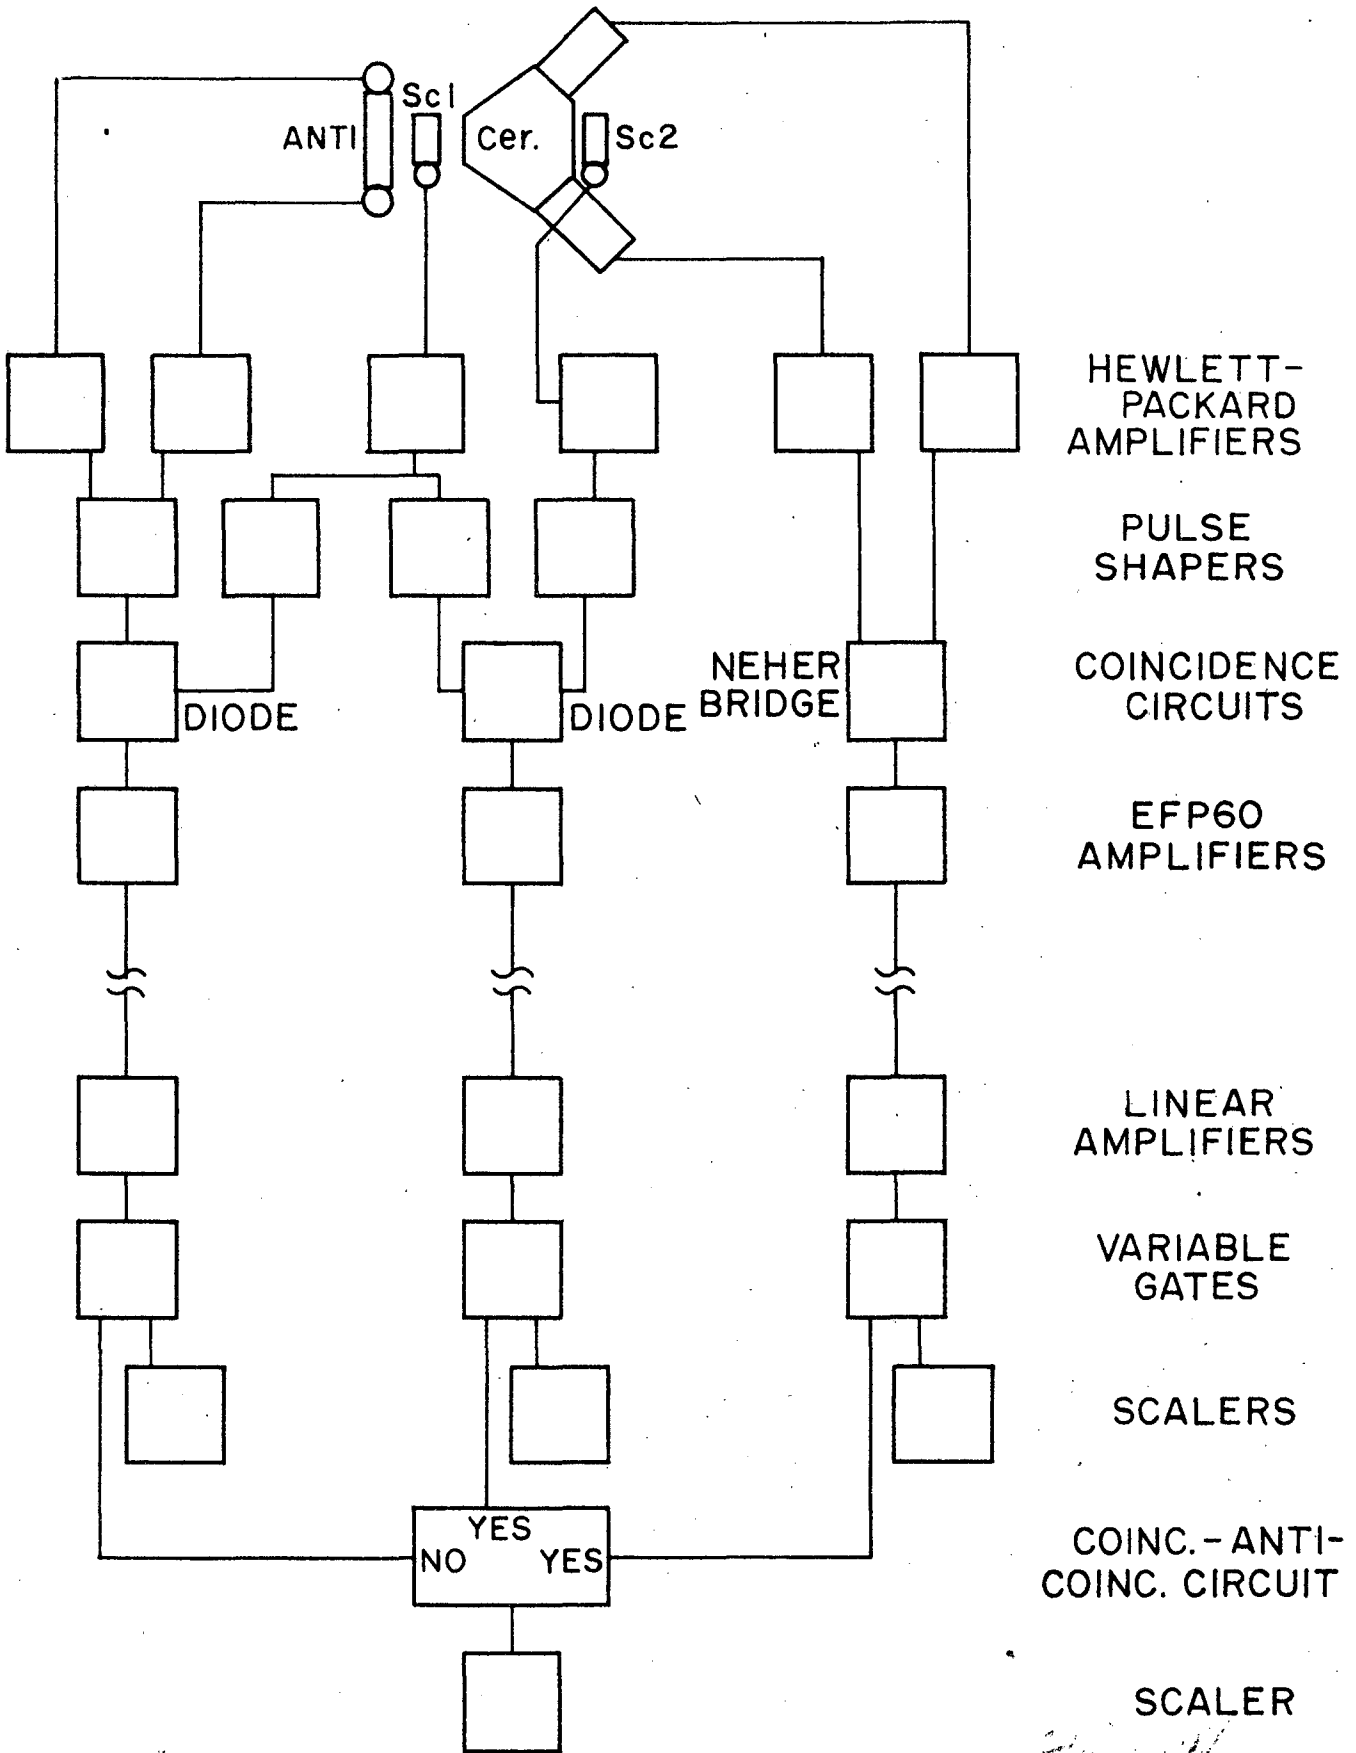 Sc1
ANTI
Cer.
Sc2
HEWLETT-
PACKARD
AMPLIFIERS
PULSE
SHAPERS
DIODE
DIODE
NEHER
BRIDGE
COINCIDENCE
CIRCUITS
EFP60
AMPLIFIERS
LINEAR
AMPLIFIERS
VARIABLE
GATES
SCALERS
YES
NO
YES
COINC.-ANTI-
COINC. CIRCUIT
SCALER